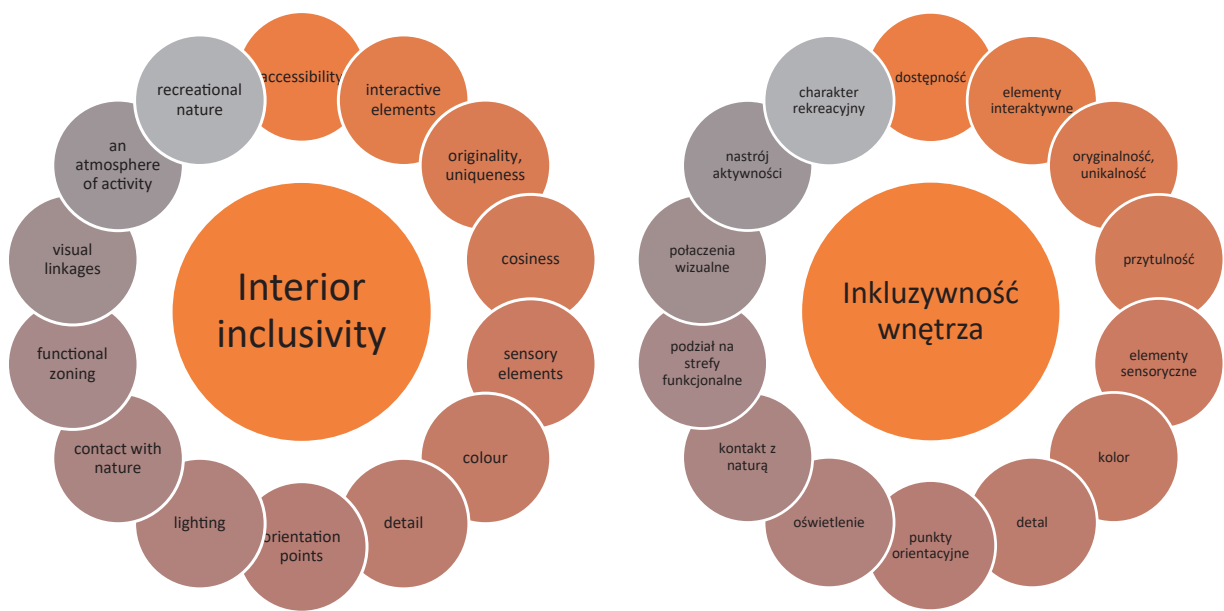 Interior
inclusivity
accessibility
interactive
elements
originality,
uniqueness
cosiness
sensory
elements
colour
detail
orientation
points
lighting
contact with
nature
functional
zoning
visual
linkages
an
atmosphere
of activity
recreational
nature
Inkluzywność
wnętrza
dostępność
elementy
interaktywne
oryginalność,
unikalność
przytulność
elementy
sensoryczne
kolor
detal
punkty
orientacyjne
oświetlenie
kontakt z
naturą
podział na
strefy
funkcjonalne
połaczenia
wizualne
nastrój
aktywności
charakter
rekreacyjny